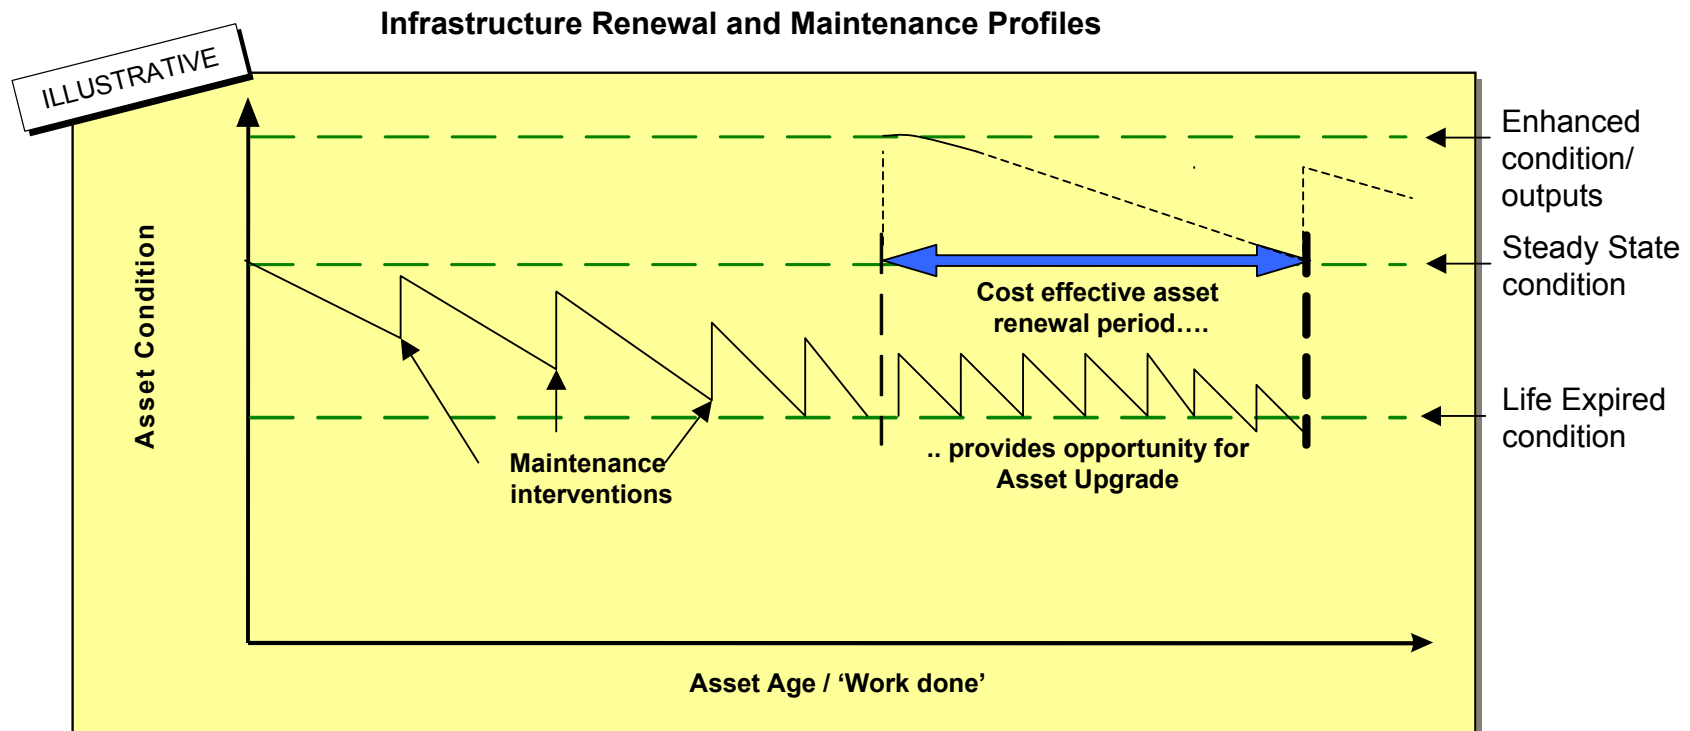 Infrastructure Renewal and Maintenance Profiles
ILLUSTRATIVE
Enhanced
condition/
outputs
Asset Condition
Steady State
condition
Cost effective asset
renewal period....
Life Expired
condition
Maintenance
interventions
.. provides opportunity for
Asset Upgrade
Asset Age / ‘Work done’